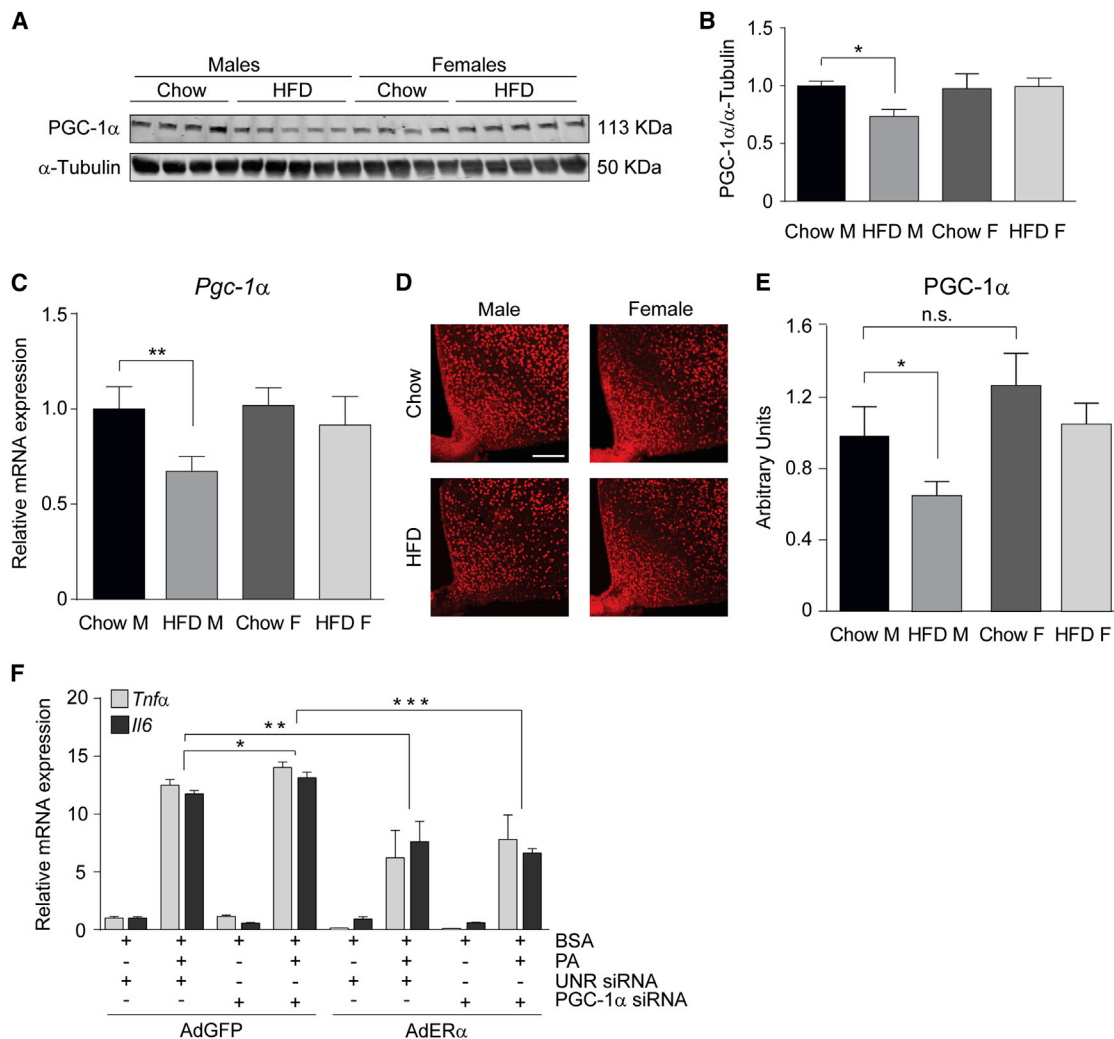 A
Males Females
Chow HFD Chow HFD
PGC-1α 113 KDa
α-Tubulin 50 KDa
B
PGC-1α/α-Tubulin
1.5
1.0
0.5
0
*
Chow M HFD M Chow F HFD F
C
Pgc-1α
Relative mRNA expression
1.5
1.0
0.5
0
**
Chow M HFD M Chow F HFD F
D
Male Female
Chow
HFD
E
PGC-1α
Arbitrary Units
1.6
1.2
0.8
0.4
0
n.s.
*
Chow M HFD M Chow F HFD F
F
Tnfα
Il6
Relative mRNA expression
20
15
10
5
0
***
**
*
+ + + + + + + + BSA
- + - + - + - + PA
+ + - - + + - - UNR siRNA
- - + + - - + + PGC-1α siRNA
AdGFP AdERα